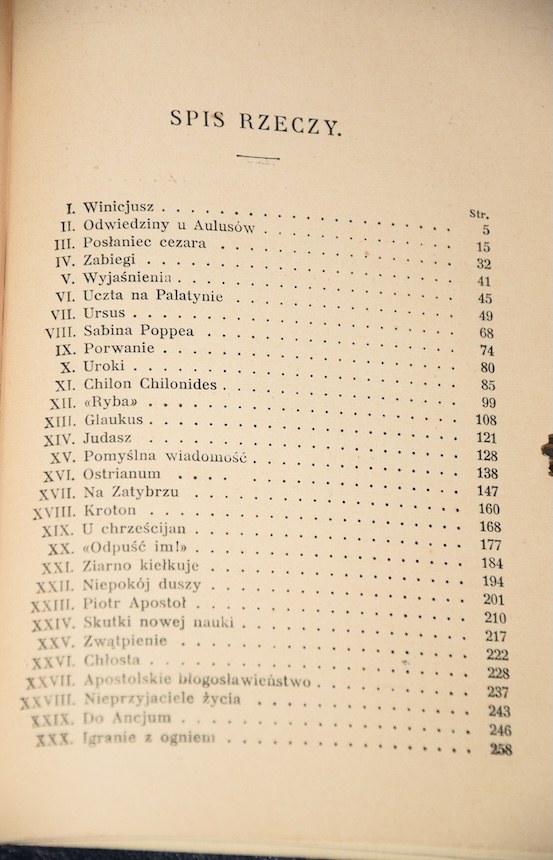 SPIS RZECZY.
Str.
I. Winicjusz . . . . . . . . . . . . . . . 5
II. Odwiedziny u Aulusów . . . . . . . . . . 15
III. Posłaniec cezara . . . . . . . . . . . . 32
IV. Zabiegi . . . . . . . . . . . . . . . . 41
V. Wyjaśnienia . . . . . . . . . . . . . . 45
VI. Uczta na Palatynie . . . . . . . . . . . 49
VII. Ursus . . . . . . . . . . . . . . . . . 68
VIII. Sabina Poppea . . . . . . . . . . . . . 74
IX. Porwanie . . . . . . . . . . . . . . . 80
X. Uroki . . . . . . . . . . . . . . . . . 85
XI. Chilon Chilonides . . . . . . . . . . . . 99
XII. «Ryba» . . . . . . . . . . . . . . . . 108
XIII. Glaukus . . . . . . . . . . . . . . . . 121
XIV. Judasz . . . . . . . . . . . . . . . . 128
XV. Pomyślna wiadomość . . . . . . . . . . . 138
XVI. Ostrianum . . . . . . . . . . . . . . . 147
XVII. Na Zatybrzu . . . . . . . . . . . . . . 160
XVIII. Kroton . . . . . . . . . . . . . . . . 168
XIX. U chrześcijan . . . . . . . . . . . . . 177
XX. «Odpuść im!» . . . . . . . . . . . . . . 184
XXI. Ziarno kiełkuje . . . . . . . . . . . . . 194
XXII. Niepokój duszy . . . . . . . . . . . . . 201
XXIII. Piotr Apostoł . . . . . . . . . . . . . 210
XXIV. Skutki nowej nauki . . . . . . . . . . . 217
XXV. Zwątpienie . . . . . . . . . . . . . . 222
XXVI. Chłosta . . . . . . . . . . . . . . . . 228
XXVII. Apostolskie błogosławieństwo . . . . . . . 237
XXVIII. Nieprzyjaciele życia . . . . . . . . . . 243
XXIX. Do Ancjum . . . . . . . . . . . . . . . 246
XXX. Igranie z ogniem . . . . . . . . . . . . 258